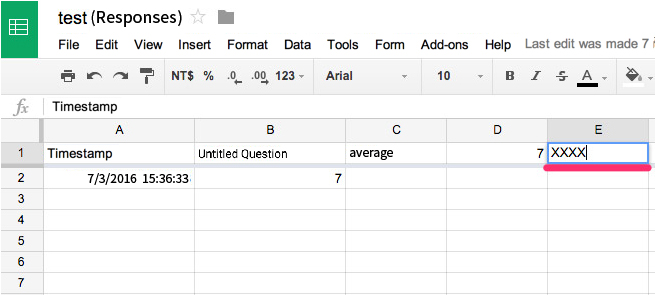 test (Responses)
File Edit View Insert Format Data Tools Form Add-ons Help Last edit was made 7
NT$ % .0 .00 123 Arial 10 B I S A
fx Timestamp
A B C D E
1 Timestamp Untitled Question average 7 XXXX
2 7/3/2016 15:36:33 7
3
4
5
6
7